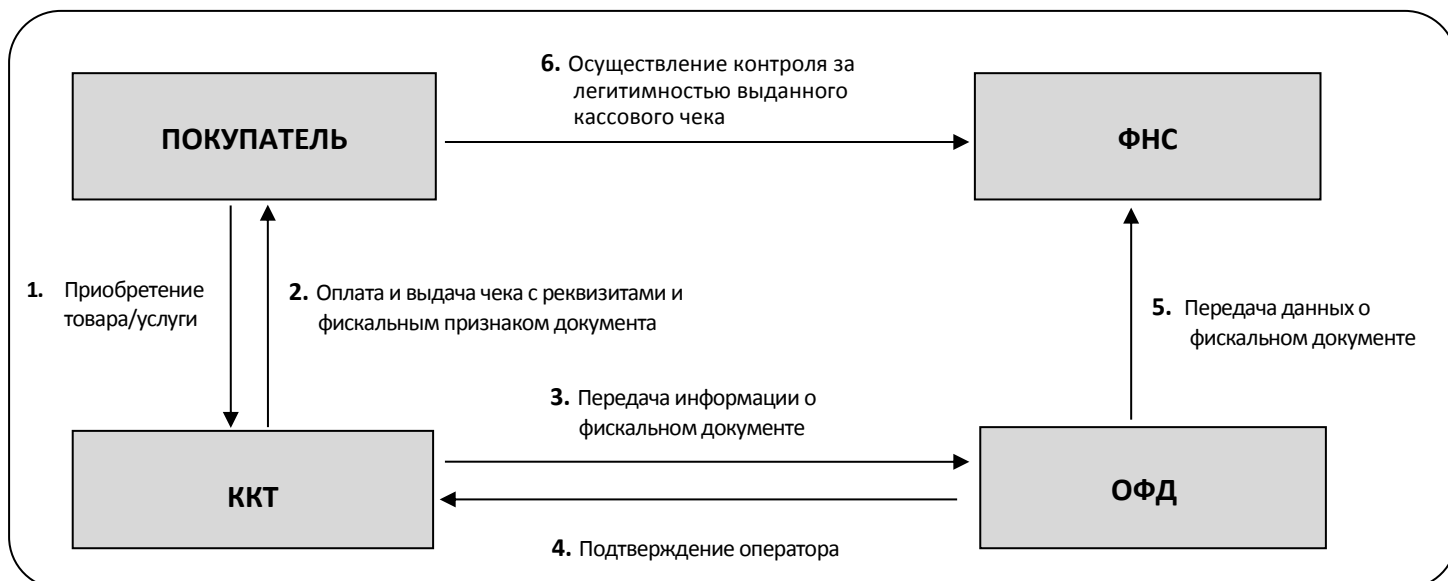 6. Осуществление контроля за
легитимностью выданного
кассового чека
ПОКУПАТЕЛЬ
ФНС
1. Приобретение
товара/услуги
2. Оплата и выдача чека с реквизитами и
фискальным признаком документа
5. Передача данных о
фискальном документе
3. Передача информации о
фискальном документе
ККТ
ОФД
4. Подтверждение оператора